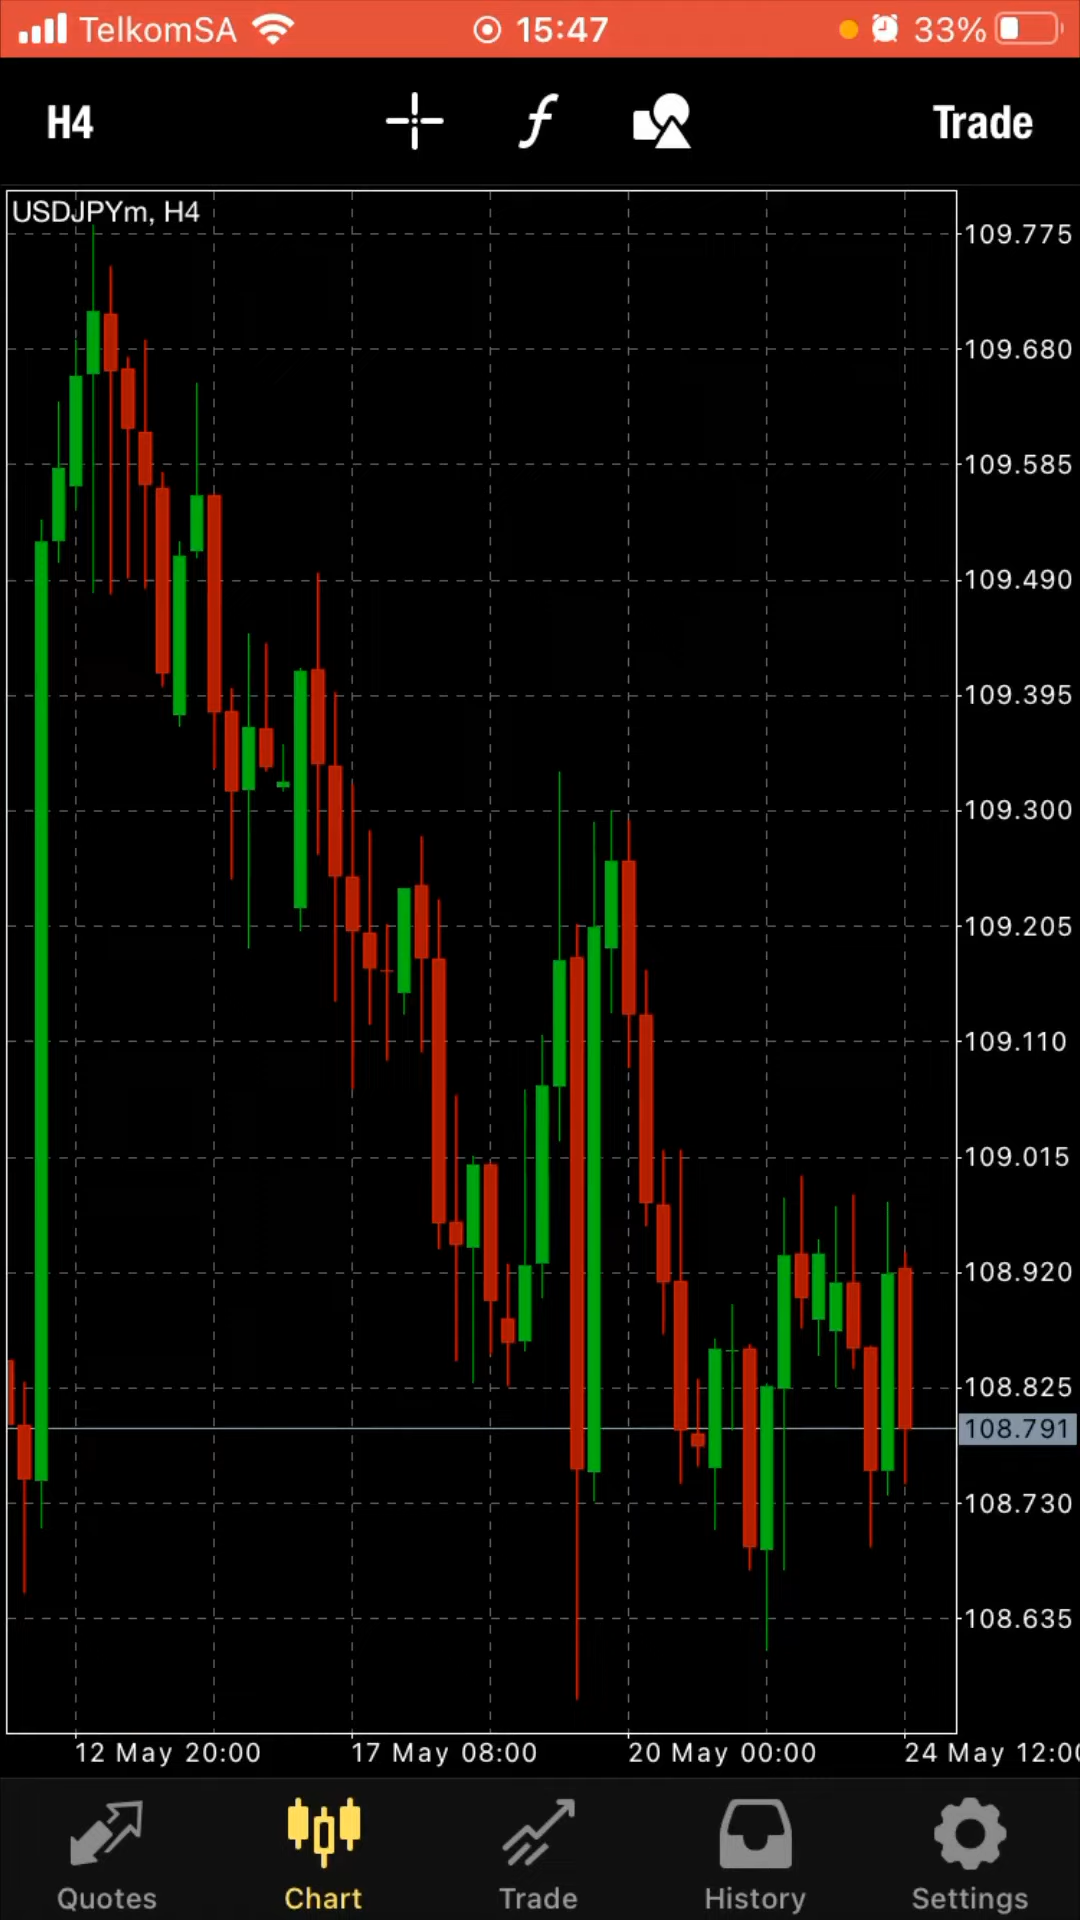 TelkomSA 15:47 33%
H4 f Trade
USDJPYm, H4
109.775
109.680
109.585
109.490
109.395
109.300
109.205
109.110
109.015
108.920
108.825
108.791
108.730
108.635
12 May 20:00 17 May 08:00 20 May 00:00 24 May 12:00
Quotes Chart Trade History Settings